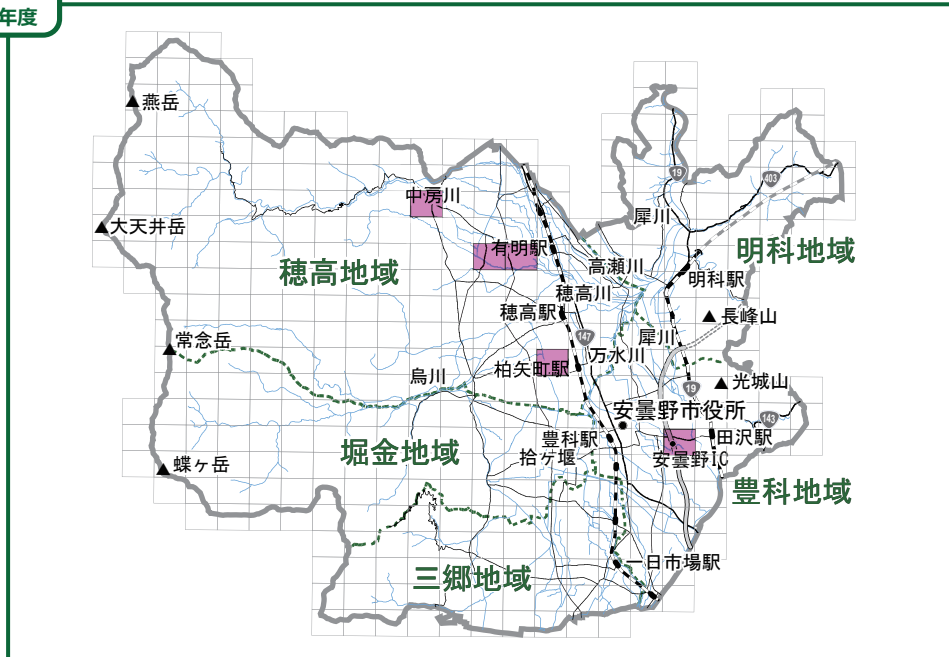 年度
燕岳
中房川
19
403
犀川
大天井岳
有明駅
明科地域
穂高地域
高瀬川
明科駅
穂高川
穂高駅
長峰山
常念岳
147
犀川
万水川
柏矢町駅
烏川
19
光城山
安曇野市役所
143
豊科駅
田沢駅
堀金地域
拾ヶ堰
安曇野IC
蝶ヶ岳
豊科地域
一日市場駅
三郷地域